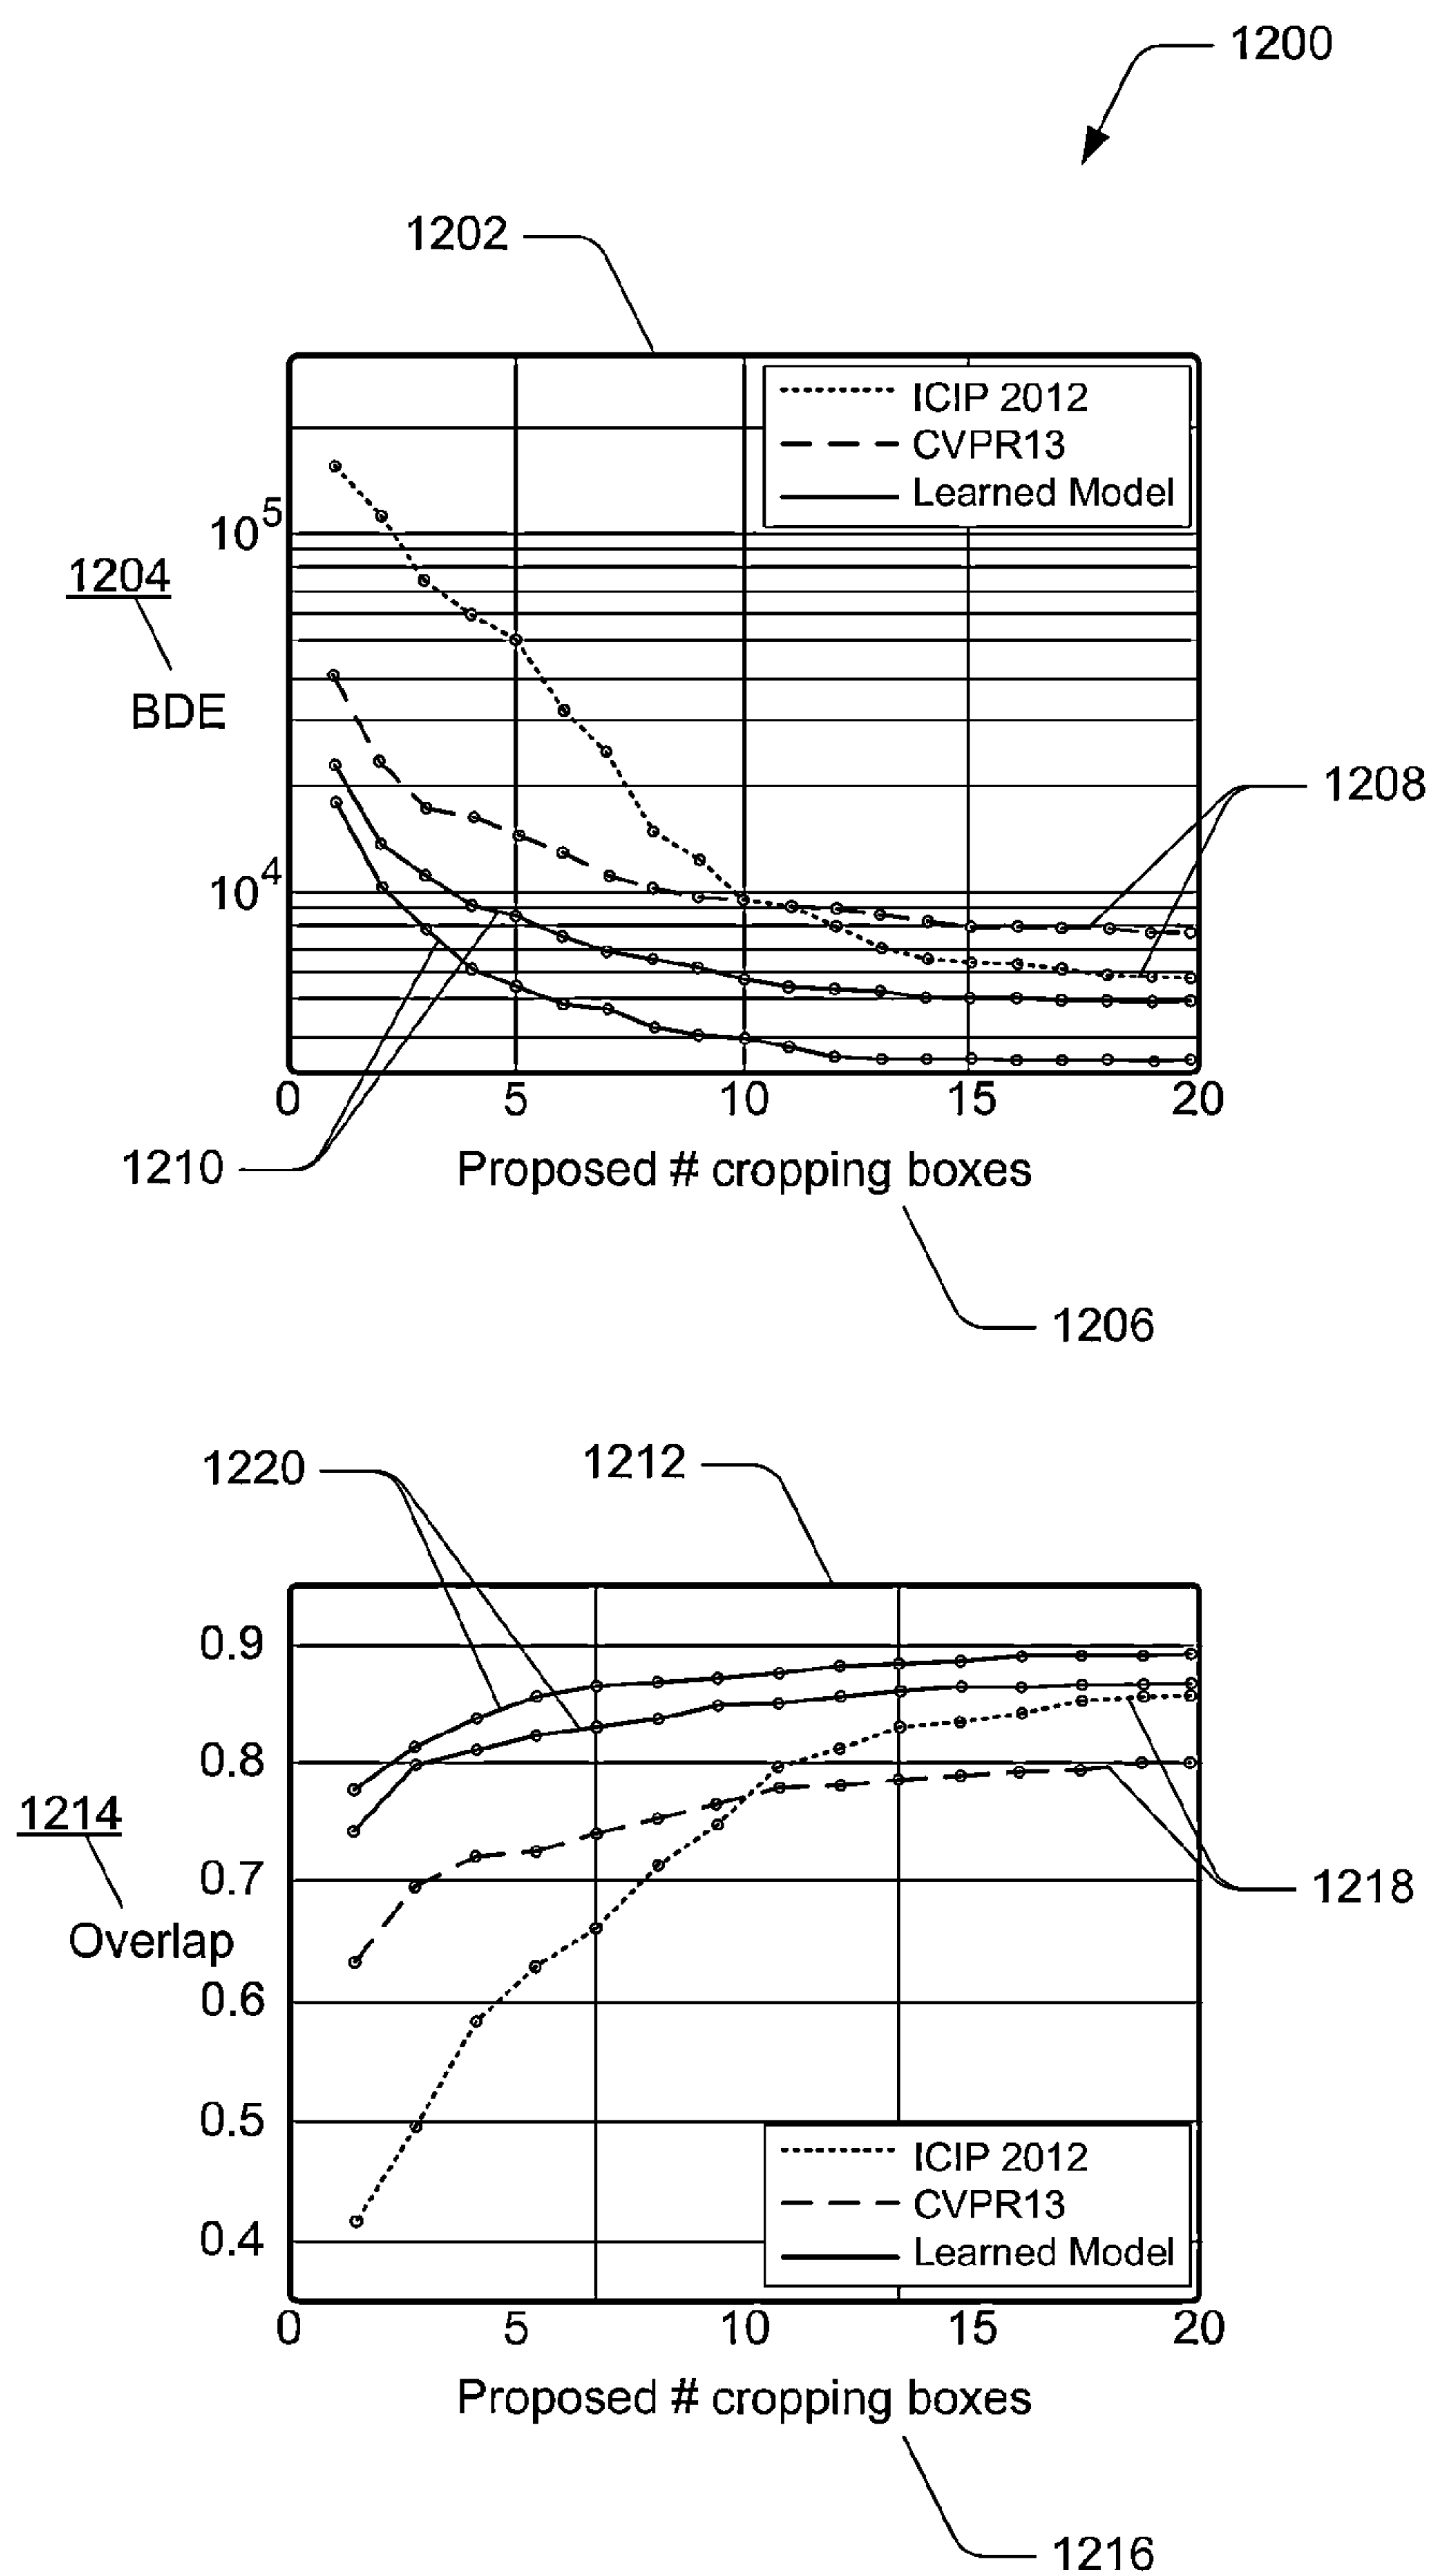 1200
1202
ICIP 2012
CVPR13
Learned Model
10^5
1204
BDE
1208
10^4
0 5 10 15 20
1210
Proposed # cropping boxes
1206
1220
1212
0.9
0.8
1214
0.7
1218
Overlap
0.6
0.5
ICIP 2012
CVPR13
0.4
Learned Model
0 5 10 15 20
Proposed # cropping boxes
1216